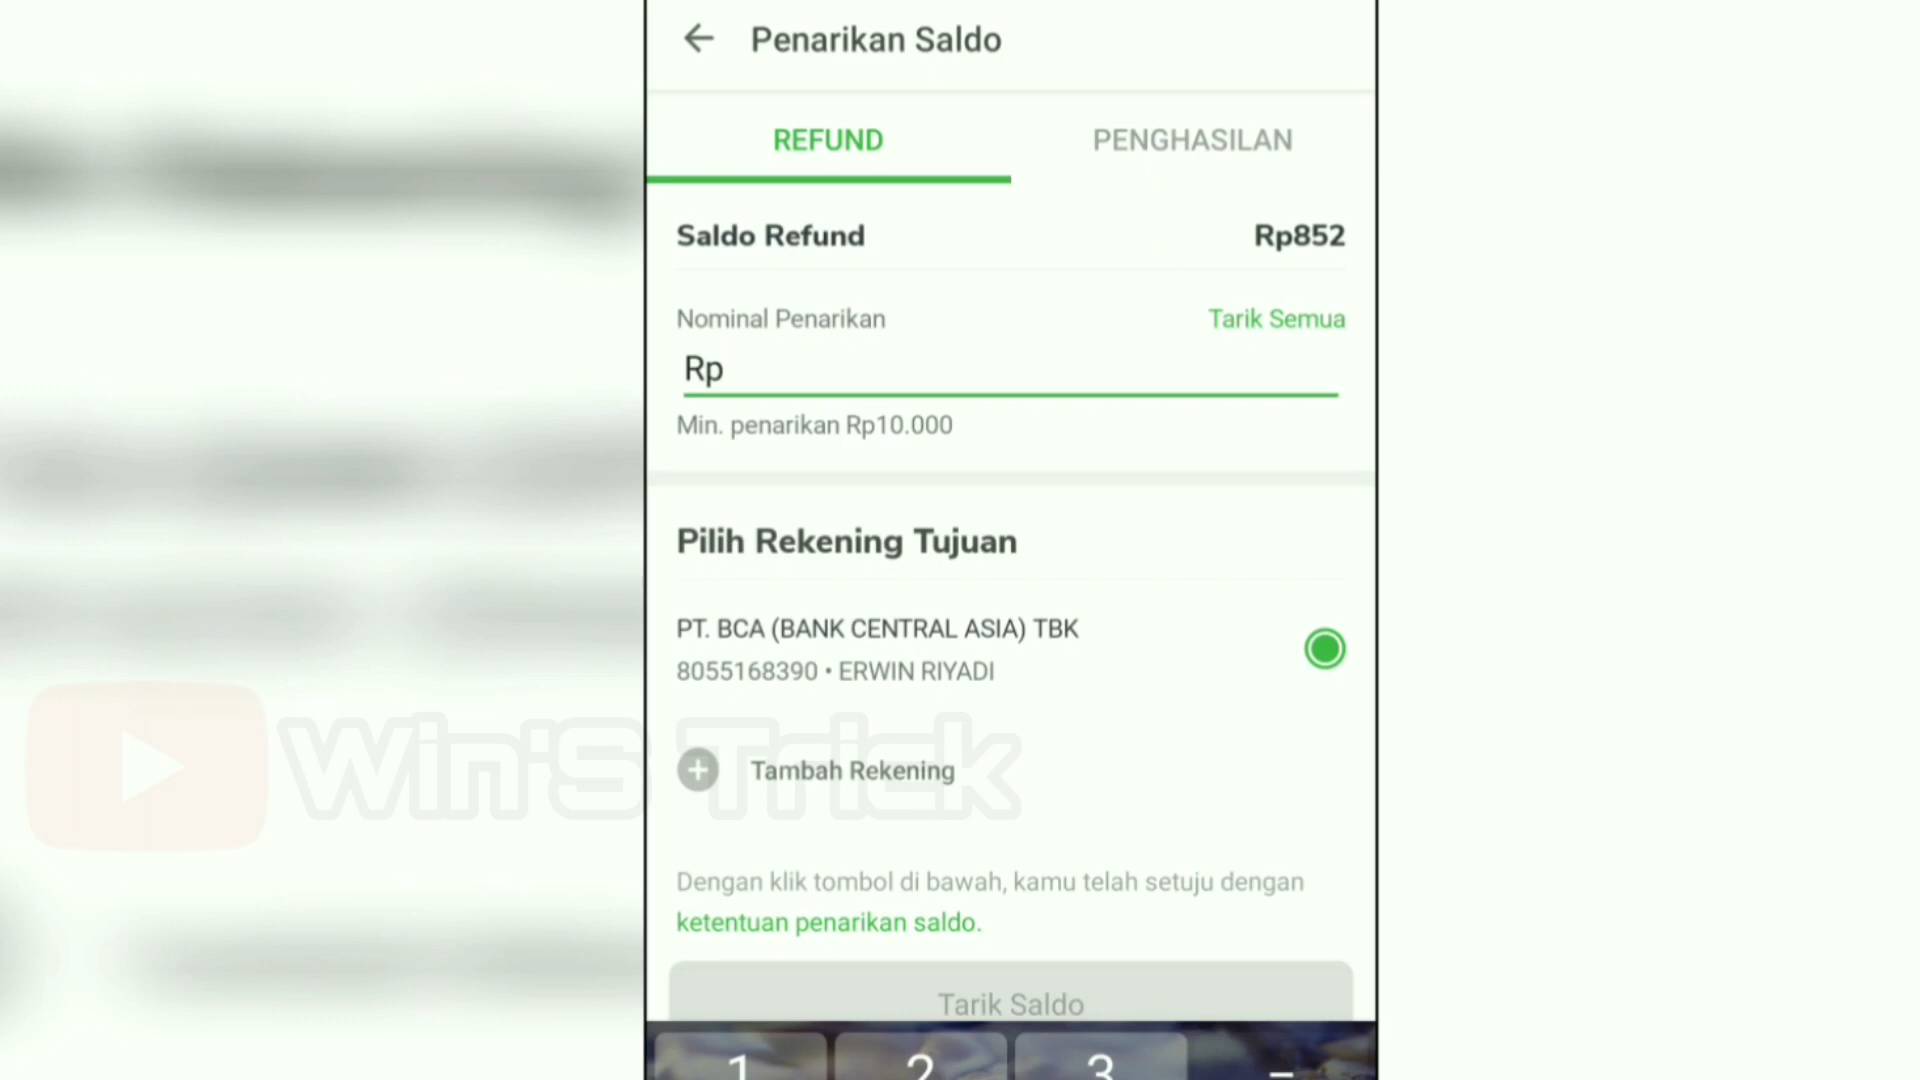 Penarikan Saldo
REFUND PENGHASILAN
Saldo Refund Rp852
Nominal Penarikan Tarik Semua
Rp
Min. penarikan Rp10.000
Pilih Rekening Tujuan
PT. BCA (BANK CENTRAL ASIA) TBK
8055168390 • ERWIN RIYADI
Win'S Trick
Tambah Rekening
Dengan klik tombol di bawah, kamu telah setuju dengan
ketentuan penarikan saldo.
Tarik Saldo
1 2 3 –